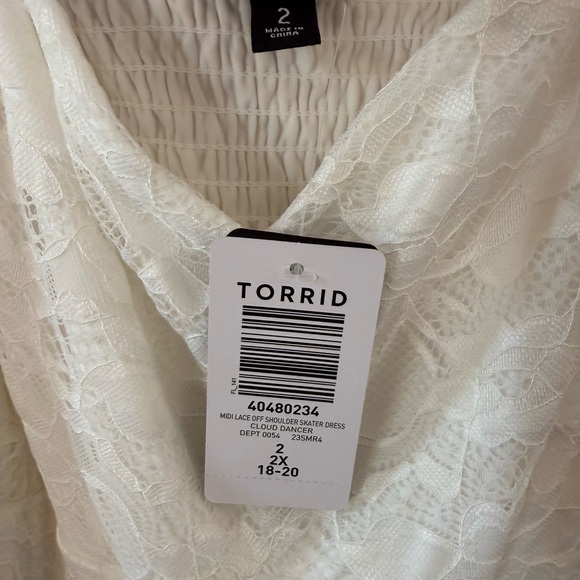 2
MADE IN
CHINA
TORRID
FL_141
40480234
MIDI LACE OFF SHOULDER SKATER DRESS
CLOUD DANCER
DEPT 0054 23SMR4
2
2X
18-20